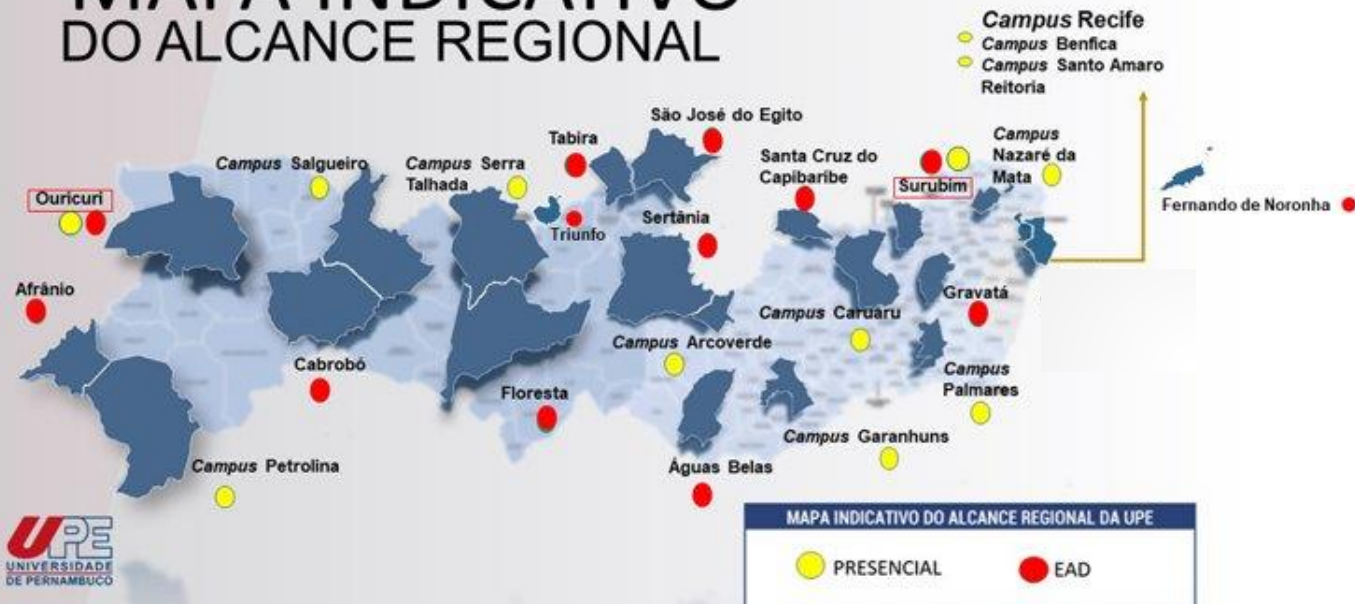 MAPA INDICATIVO
DO ALCANCE REGIONAL
Campus Recife
Campus Benfica
Campus Santo Amaro
Reitoria
São José do Egito
Tabira
Campus Salgueiro
Campus Serra
Talhada
Santa Cruz do
Capibaribe
Surubim
Campus
Nazaré da
Mata
Fernando de Noronha
Ouricuri
Triunfo
Sertânia
Afrânio
Gravatá
Campus Caruaru
Campus Arcoverde
Cabrobó
Floresta
Campus
Palmares
Campus Garanhuns
Campus Petrolina
Águas Belas
UPE
UNIVERSIDADE
DE PERNAMBUCO
MAPA INDICATIVO DO ALCANCE REGIONAL DA UPE
PRESENCIAL
EAD